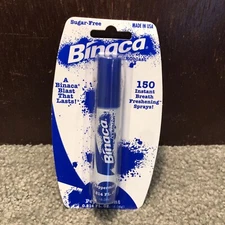 Sugar-Free
MADE IN USA
Binaca
A
Binaca
Blast
That
Lasts!
150
Instant
Breath
Freshening
Sprays!
Binaca